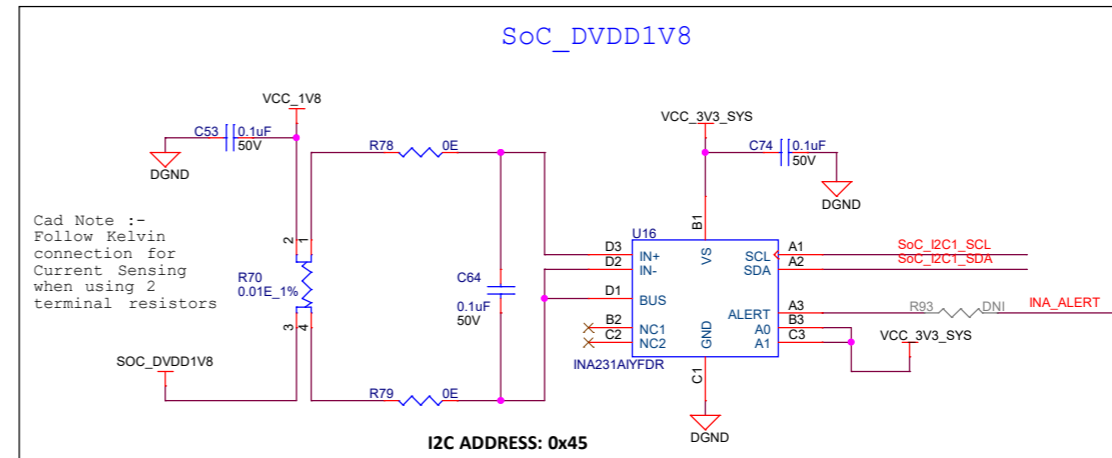 SoC_DVDD1V8
VCC_1V8
C53
0.1uF
50V
DGND
R78
0E
VCC_3V3_SYS
C74
0.1uF
50V
DGND
Cad Note :-
Follow Kelvin
connection for
Current Sensing
when using 2
terminal resistors
2
1
R70
0.01E_1%
3
4
SOC_DVDD1V8
R79
0E
C64
0.1uF
50V
U16
B1
VS
D3
IN+
D2
IN-
D1
BUS
B2
NC1
C2
NC2
INA231AIYFDR
GND
C1
DGND
SCL
A1
SoC_I2C1_SCL
SDA
A2
SoC_I2C1_SDA
ALERT
A3
R93
DNI
INA_ALERT
A0
B3
A1
C3
VCC_3V3_SYS
I2C ADDRESS: 0x45